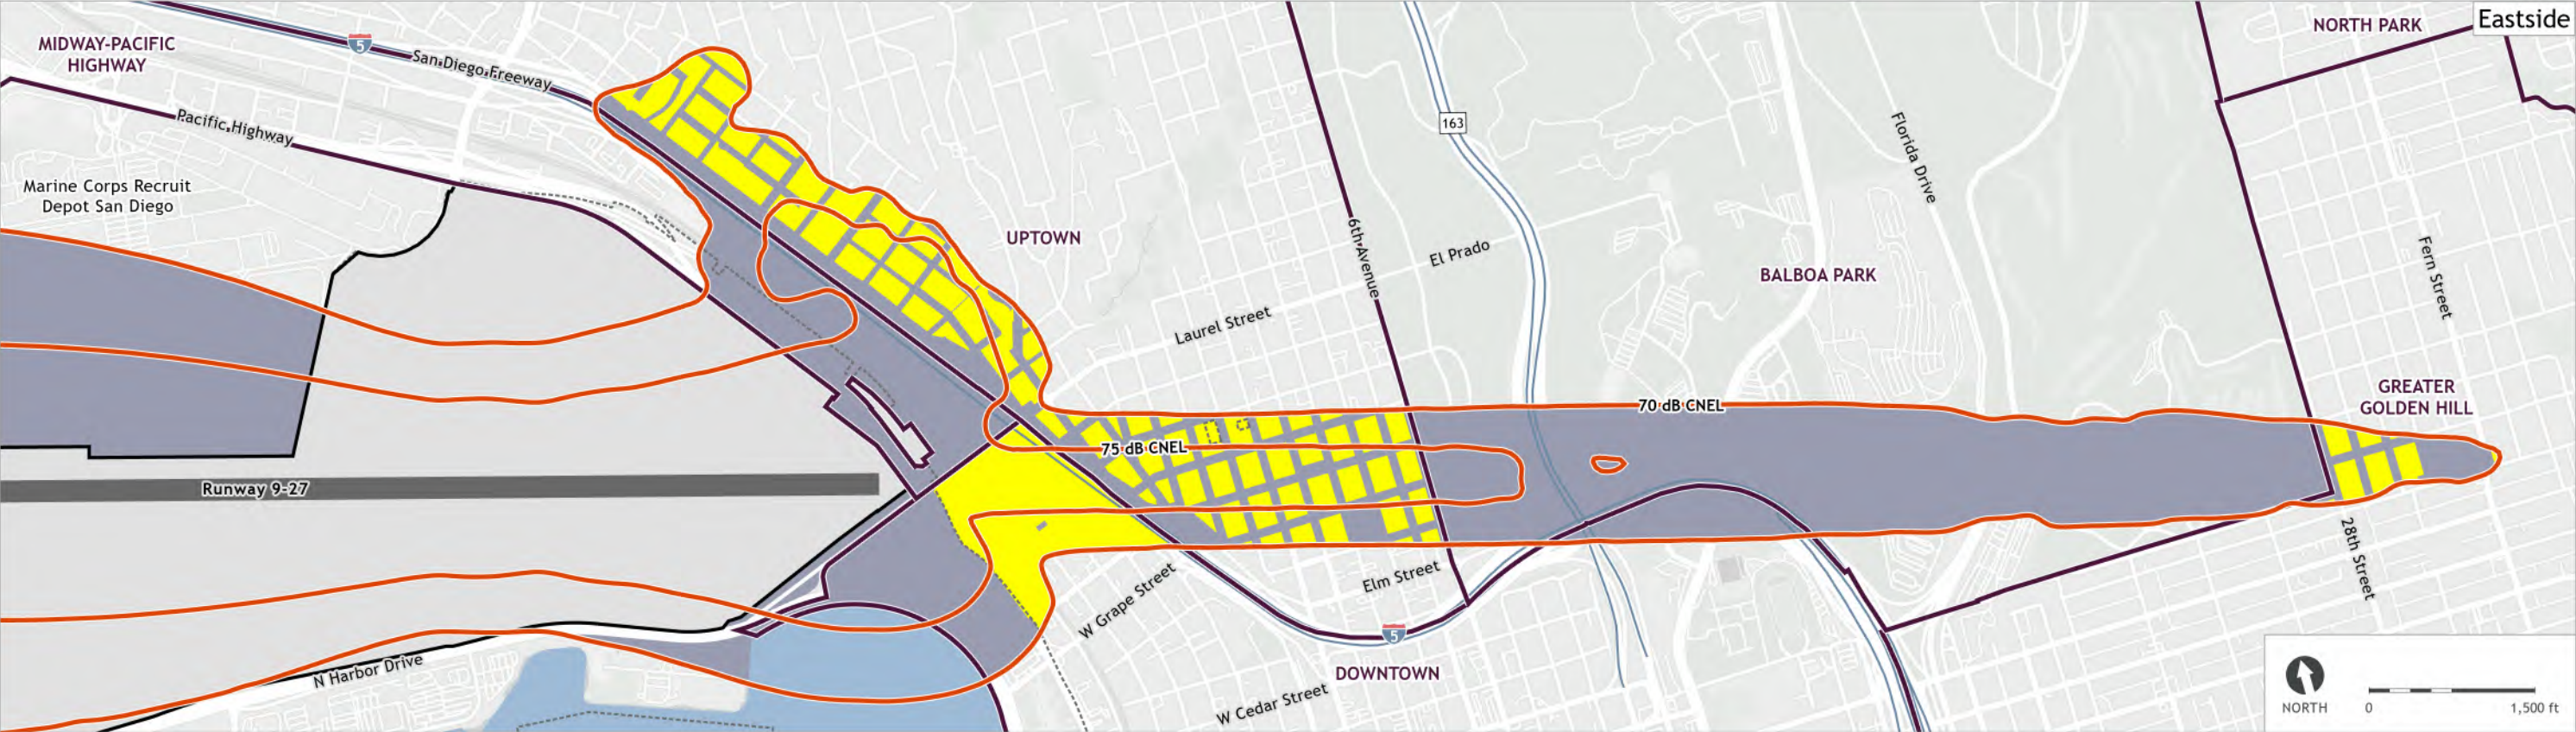 Eastside
NORTH PARK
MIDWAY-PACIFIC
HIGHWAY
5
San Diego Freeway
Pacific Highway
163
Florida Drive
Marine Corps Recruit
Depot San Diego
UPTOWN
6th Avenue
El Prado
BALBOA PARK
Fern Street
Laurel Street
GREATER
GOLDEN HILL
70 dB CNEL
75 dB CNEL
Runway 9-27
28th Street
W Grape Street
Elm Street
5
N Harbor Drive
DOWNTOWN
W Cedar Street
NORTH
0
1,500 ft